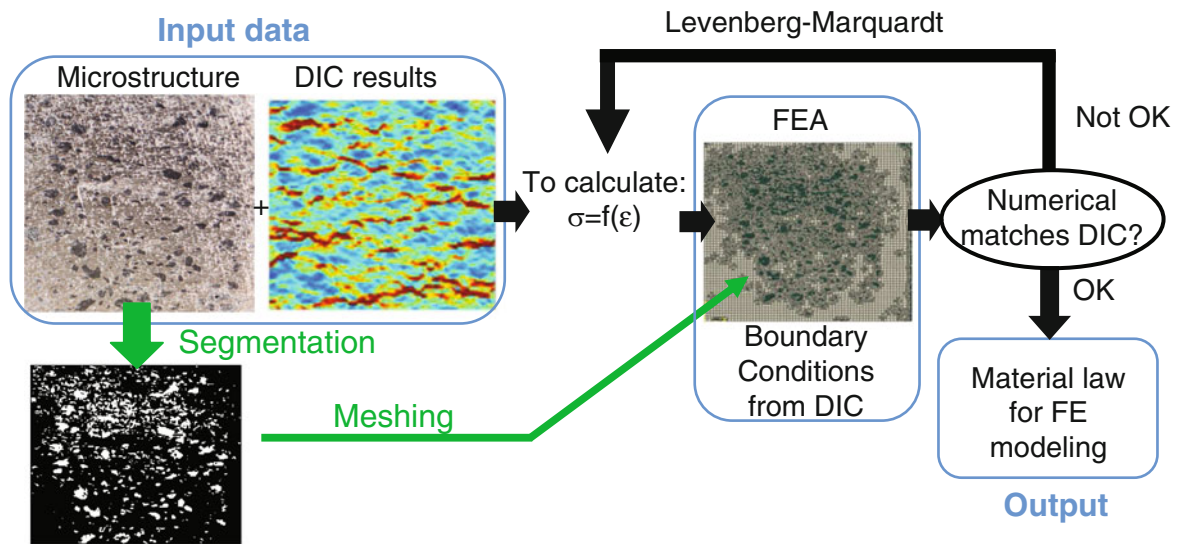 Input data
Microstructure
DIC results
+
Segmentation
Meshing
To calculate:
σ=f(ε)
Levenberg-Marquardt
FEA
Boundary
Conditions
from DIC
Numerical
matches DIC?
Not OK
OK
Material law
for FE
modeling
Output